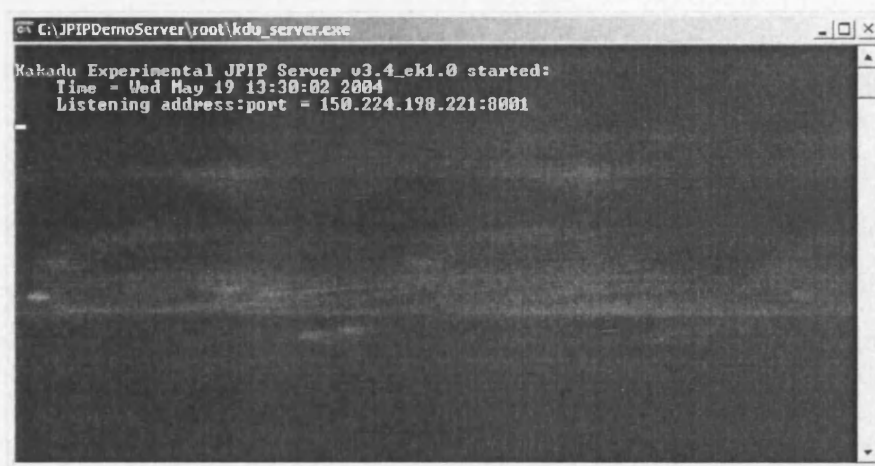 C:\JPIPDemoServer\root\kdu_server.exe
Kakadu Experimental JPIP Server v3.4_ek1.0 started:
Time = Wed May 19 13:30:02 2004
Listening address:port = 150.224.198.221:8001